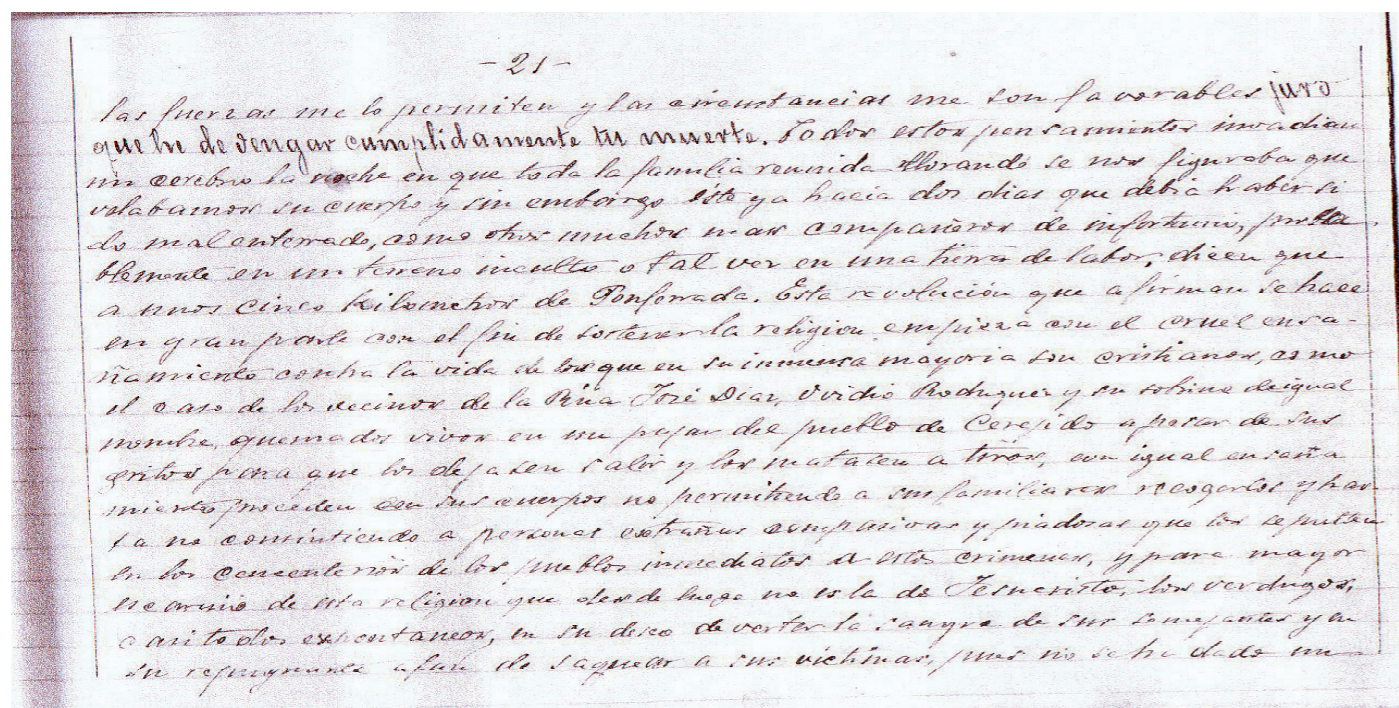 - 21 -
las fuerzas me lo permiten y las circunstancias me son favorables juro
que he de vengar cumplidamente tu muerte. Todos estos pensamientos invadian
mi cerebro la noche en que toda la familia reunida llorando se nos figuraba que
velabamos su cuerpo y sin embargo éste ya hacia dos dias que debia haber si
do mal enterrado, como otros muchos mas compañeros de infortunio, proba
blemente en un terreno inculto o tal vez en una tierra de labor, dicen que
a unos cinco kilometros de Ponferrada. Esta revolución que afirman se hace
en gran parte con el fin de sostener la religion empieza con el cruel ensa-
ñamiento contra la vida de los que en su inmensa mayoria son cristianos, como
el caso de los vecinos de la Rúa José Diaz, Ovidio Rodriguez y su sobrino de igual
nombre, quemados vivos en un pajar del pueblo de Cerejido apesar de sus
gritos para que los dejasen salir y los matasen a tiros, con igual ensaña
miento proceden con sus cuerpos no permitiendo a sus familiares recogerlos y has
ta no consintiendo a personas extrañas compasivas y piadosas que los sepulten
en los cementerios de los pueblos inmediatos a estos crimenes, y para mayor
escarnio de esta religion que desde luego no es la de Jesucristo, los verdugos,
casi todos expontaneos, en su deseo de verter la sangre de sus semejantes y en
su repugnante afan de saquear a sus victimas, pues no se ha dado un